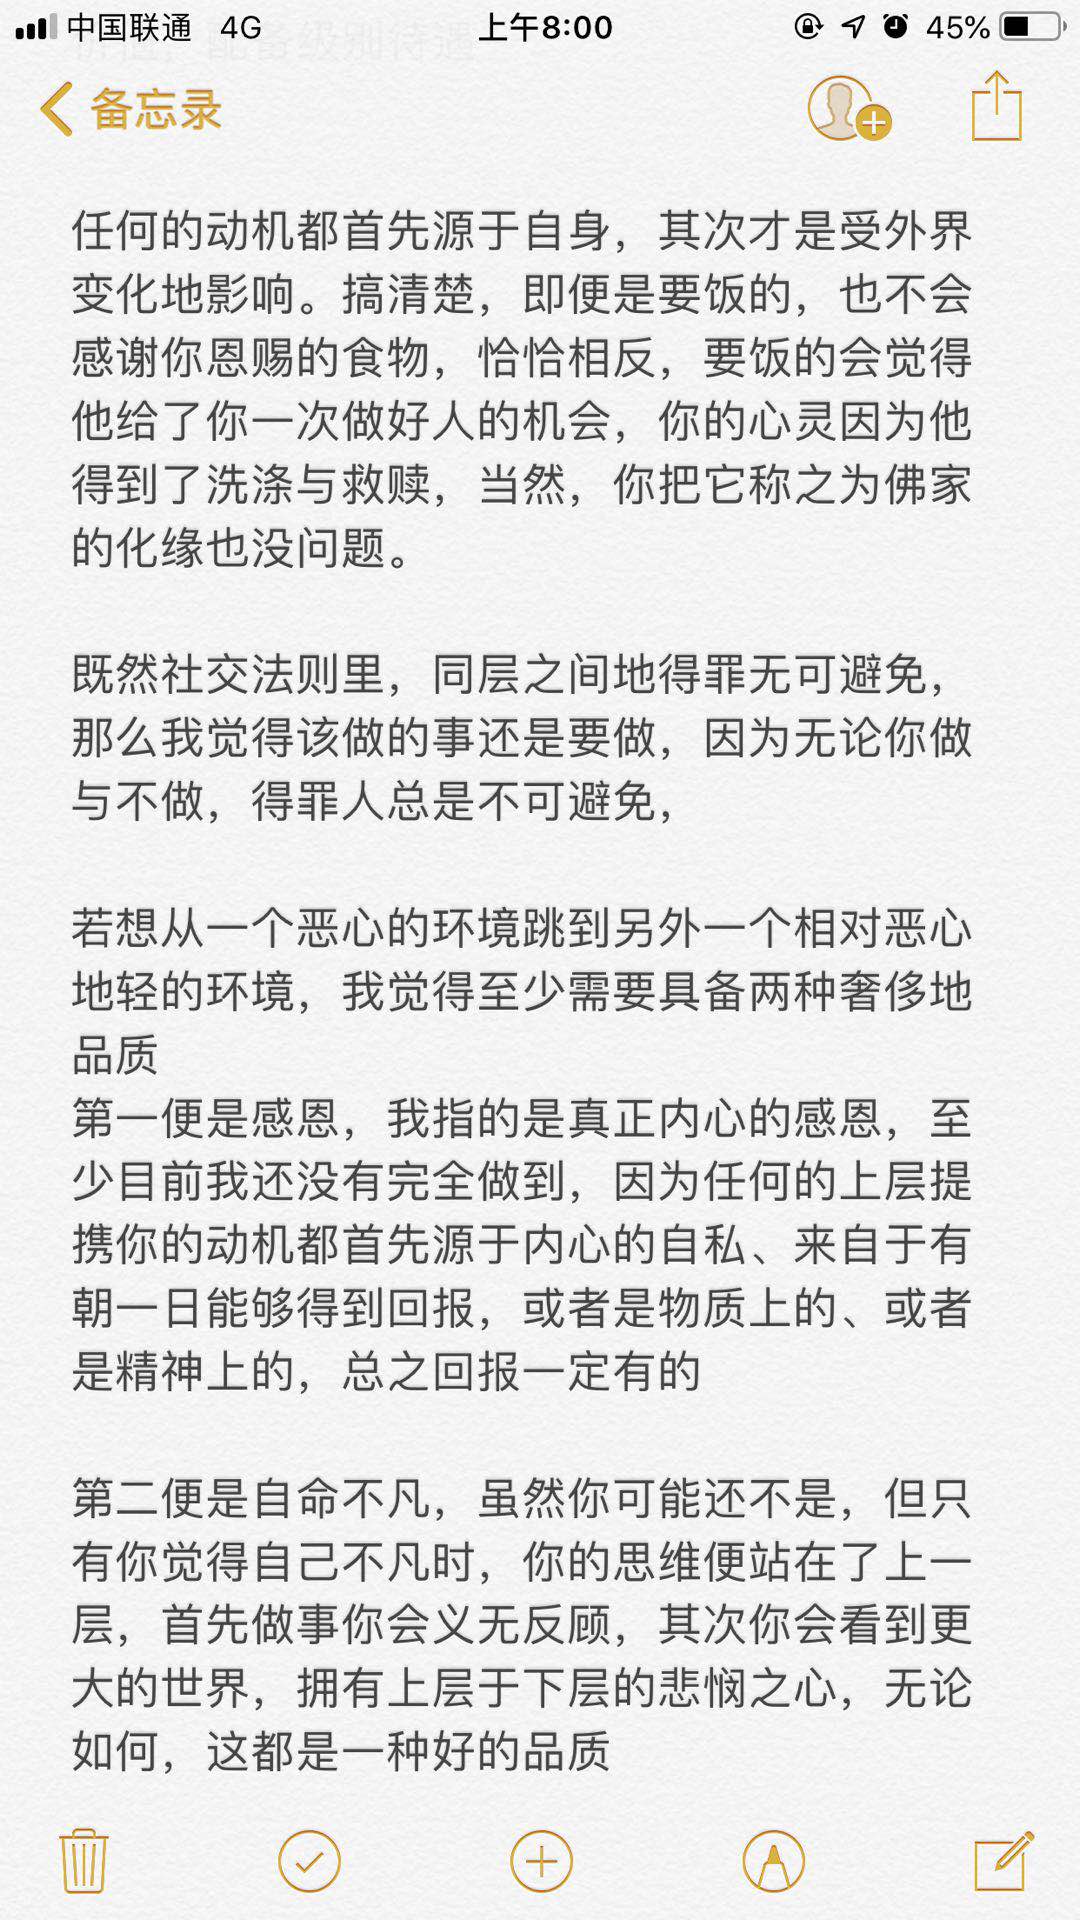 中国联通 4G 上午8:00 45%
备忘录
任何的动机都首先源于自身，其次才是受外界
变化地影响。搞清楚，即便是要饭的，也不会
感谢你恩赐的食物，恰恰相反，要饭的会觉得
他给了你一次做好人的机会，你的心灵因为他
得到了洗涤与救赎，当然，你把它称之为佛家
的化缘也没问题。
既然社交法则里，同层之间地得罪无可避免，
那么我觉得该做的事还是要做，因为无论你做
与不做，得罪人总是不可避免，
若想从一个恶心的环境跳到另外一个相对恶心
地轻的环境，我觉得至少需要具备两种奢侈地
品质
第一便是感恩，我指的是真正内心的感恩，至
少目前我还没有完全做到，因为任何的上层提
携你的动机都首先源于内心的自私、来自于有
朝一日能够得到回报，或者是物质上的、或者
是精神上的，总之回报一定有的
第二便是自命不凡，虽然你可能还不是，但只
有你觉得自己不凡时，你的思维便站在了上一
层，首先做事你会义无反顾，其次你会看到更
大的世界，拥有上层于下层的悲悯之心，无论
如何，这都是一种好的品质